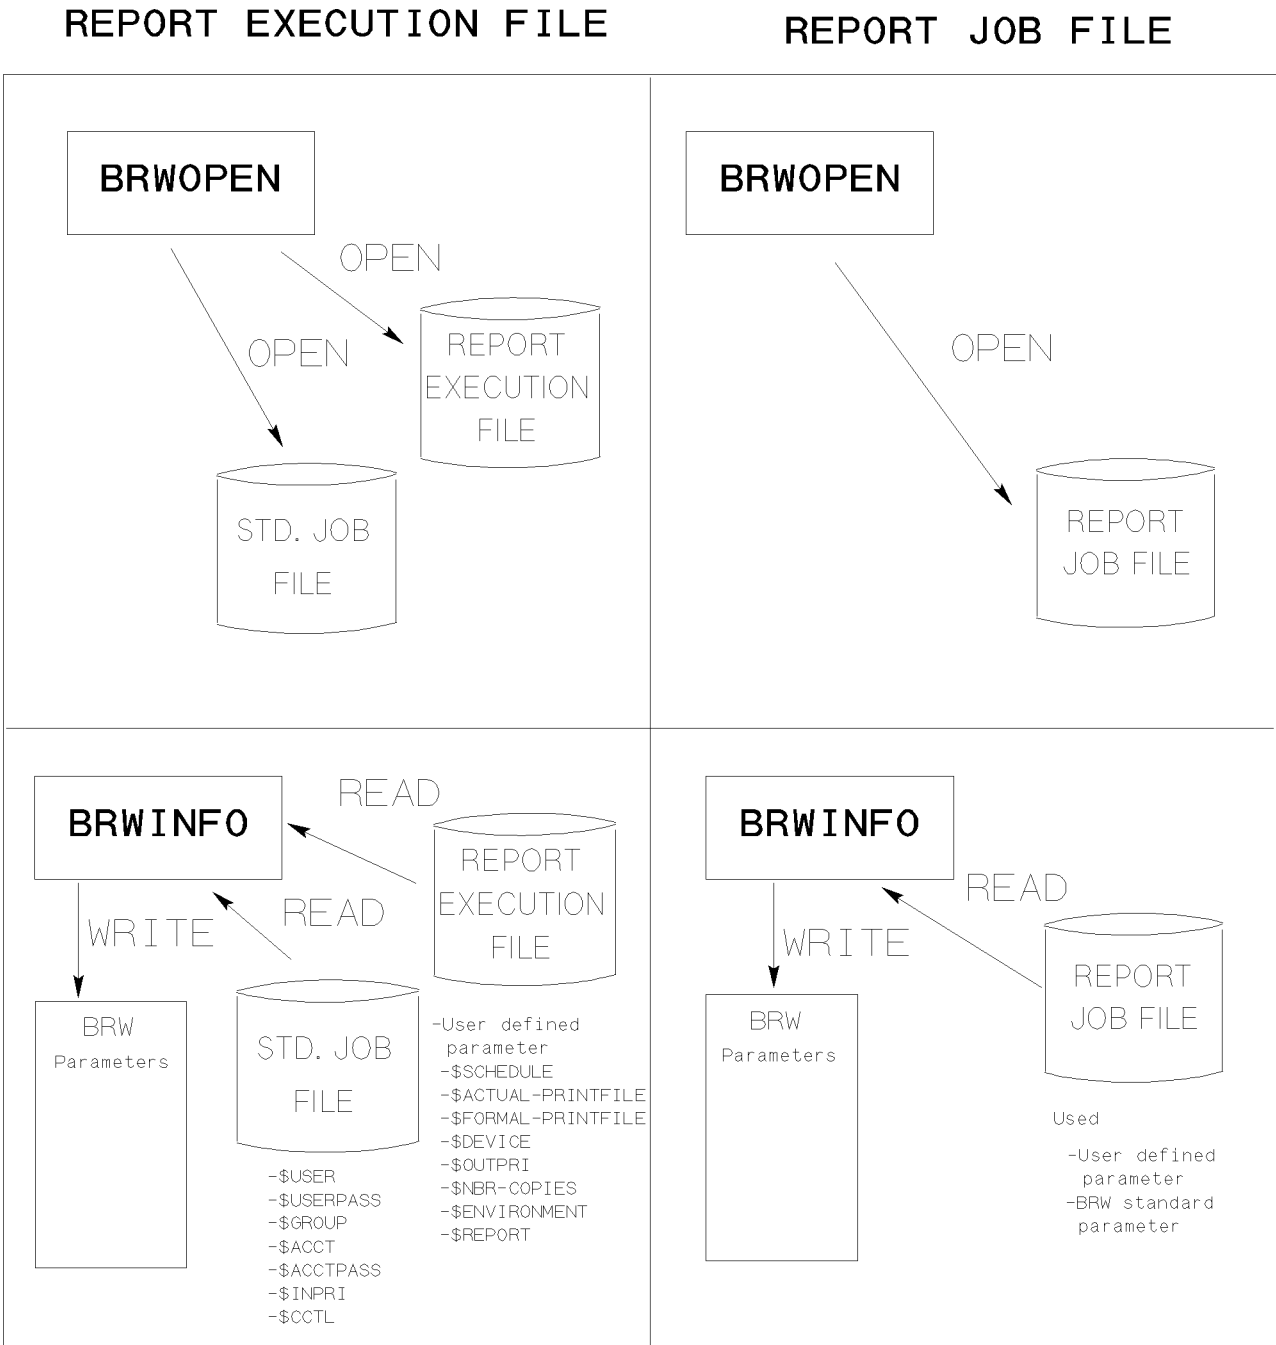 REPORT EXECUTION FILE
REPORT JOB FILE
BRWOPEN
OPEN
OPEN
REPORT
EXECUTION
FILE
STD. JOB
FILE
BRWOPEN
OPEN
REPORT
JOB FILE
BRWINFO
READ
READ
WRITE
REPORT
EXECUTION
FILE
BRW
Parameters
STD. JOB
FILE
-User defined
parameter
-$SCHEDULE
-$ACTUAL-PRINTFILE
-$FORMAL-PRINTFILE
-$DEVICE
-$OUTPRI
-$NBR-COPIES
-$ENVIRONMENT
-$REPORT
-$USER
-$USERPASS
-$GROUP
-$ACCT
-$ACCTPASS
-$INPRI
-$CCTL
BRWINFO
READ
WRITE
BRW
Parameters
REPORT
JOB FILE
Used
-User defined
parameter
-BRW standard
parameter